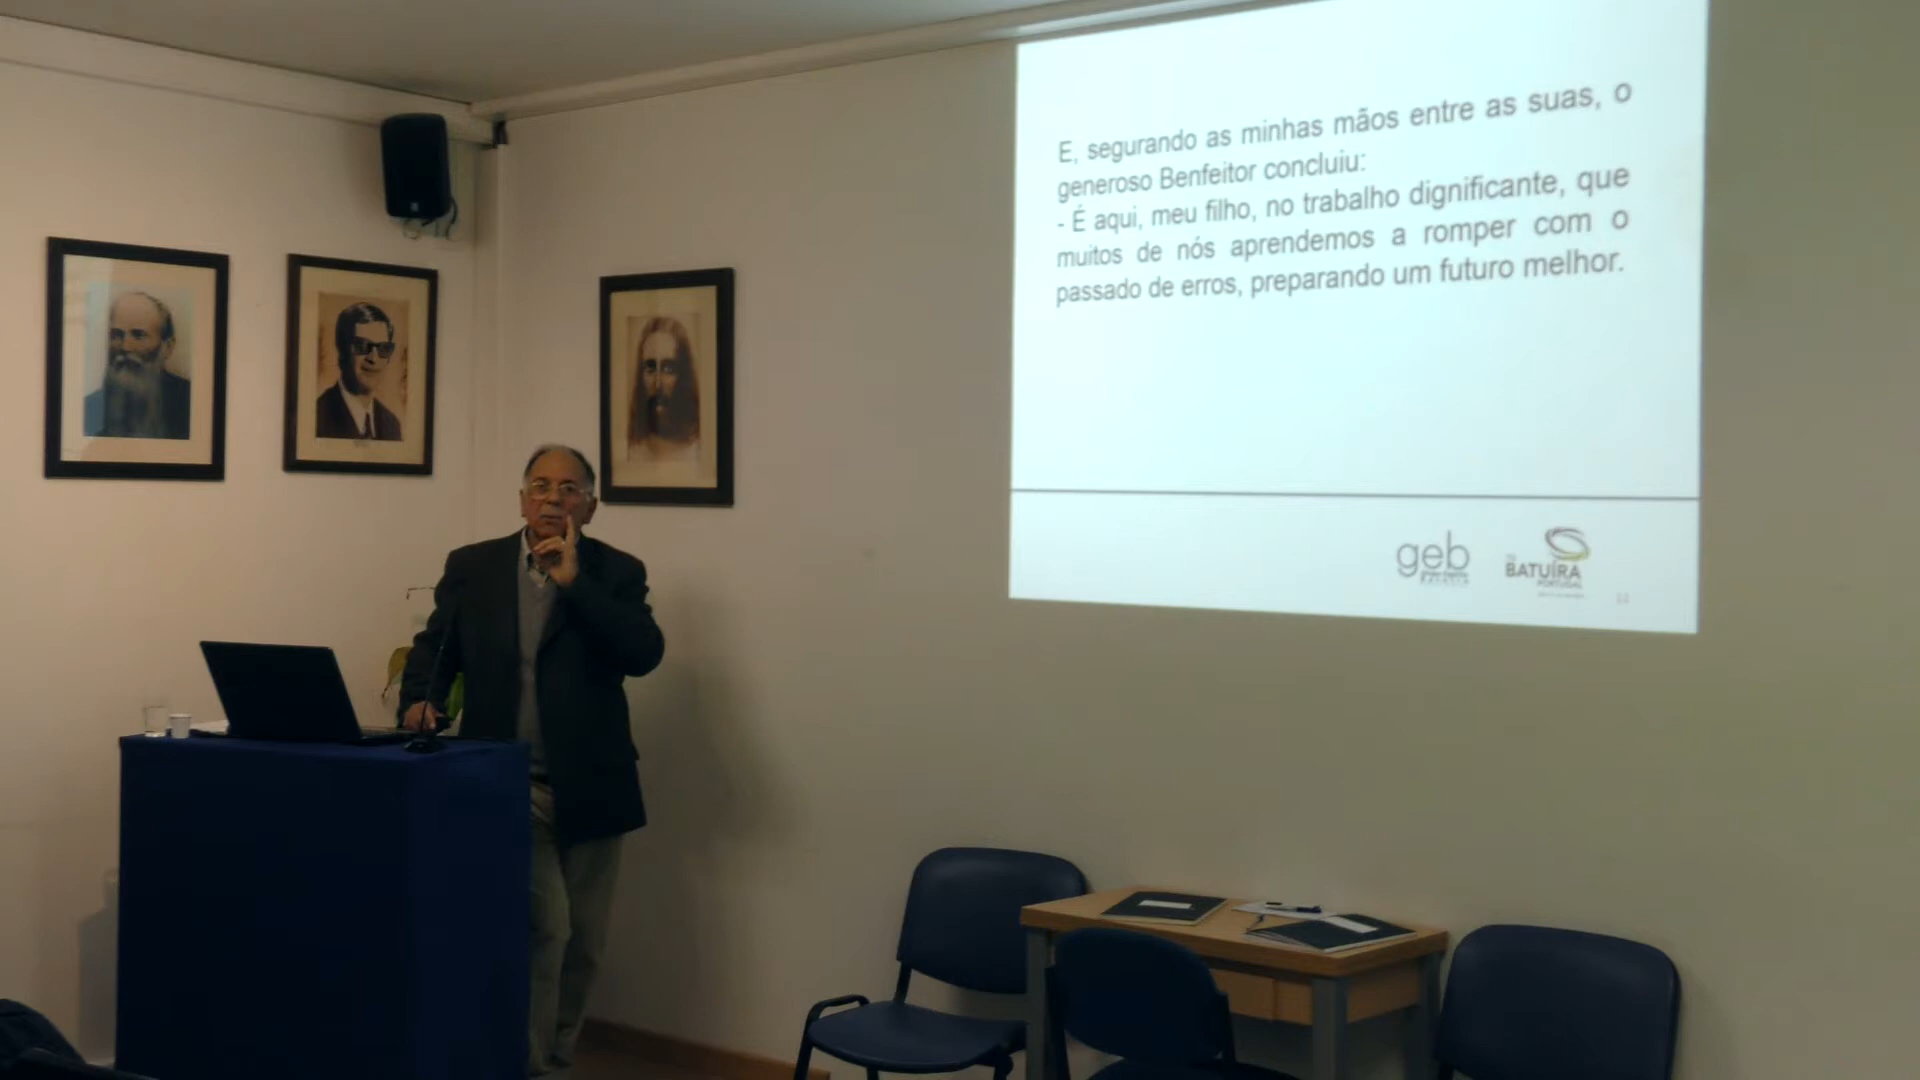 E, segurando as minhas mãos entre as suas, o
generoso Benfeitor concluiu:
- É aqui, meu filho, no trabalho dignificante, que
muitos de nós aprendemos a romper com o
passado de erros, preparando um futuro melhor.
geb
BATUÍRA
PORTUGAL